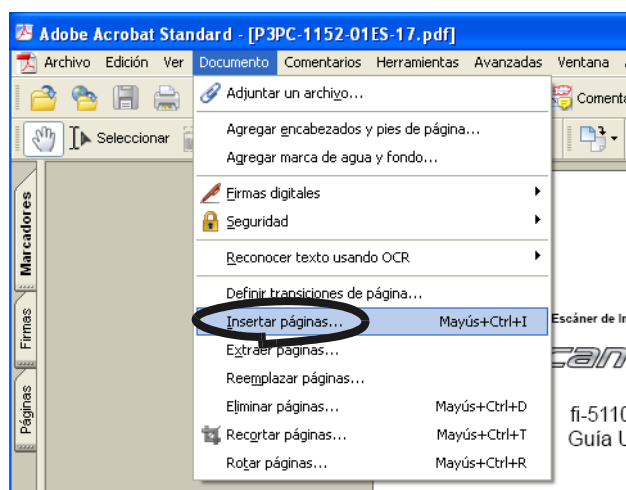 Adobe Acrobat Standard - [P3PC-1152-01ES-17.pdf]
Archivo Edición Ver Documento Comentarios Herramientas Avanzadas Ventana
Adjuntar un archivo...
Seleccionar
Agregar encabezados y pies de página...
Agregar marca de agua y fondo...
Firmas digitales
Seguridad
Reconocer texto usando OCR
Definir transiciones de página...
Insertar páginas... Mayús+Ctrl+I
Extraer páginas...
Reemplazar páginas...
Eliminar páginas... Mayús+Ctrl+D
Recortar páginas... Mayús+Ctrl+T
Rotar páginas... Mayús+Ctrl+R
Marcadores
Firmas
Páginas
Escáner de
fi-5110
Guía